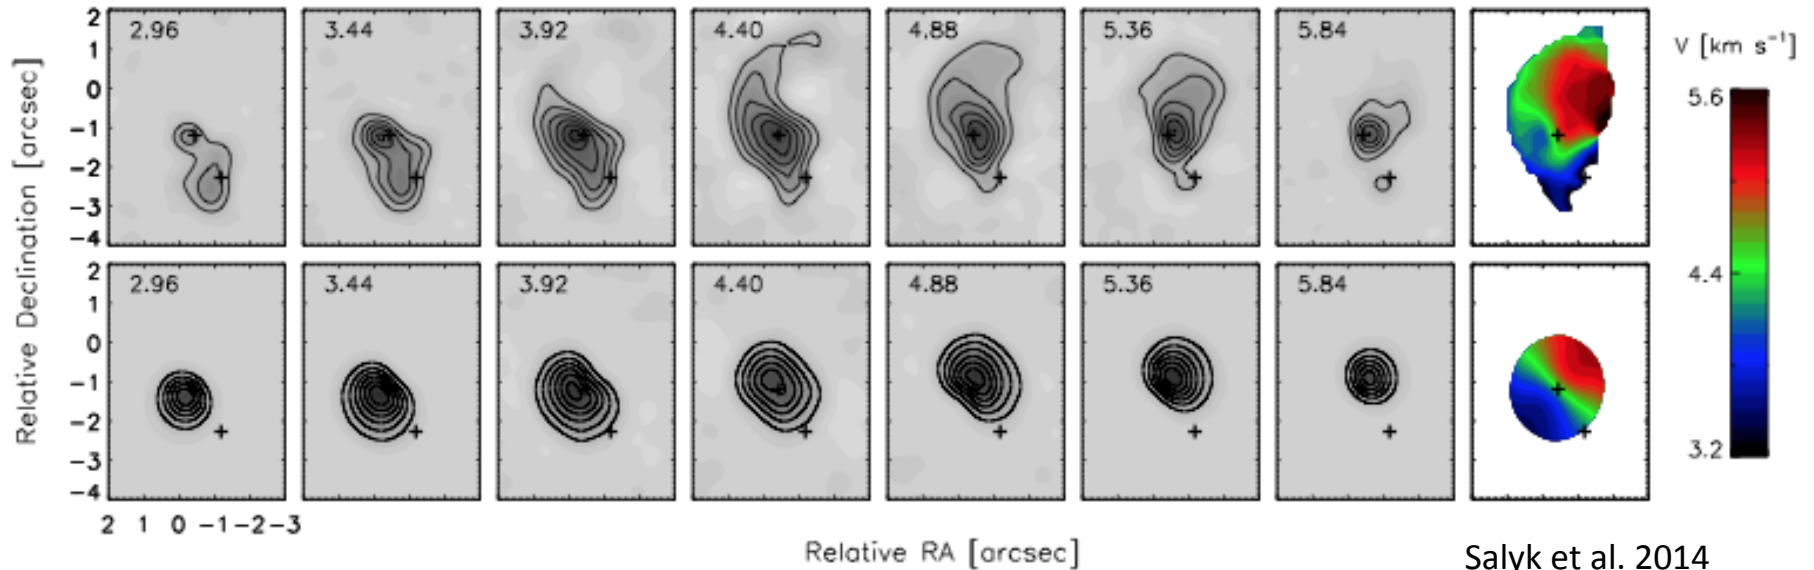 2.96 3.44 3.92 4.40 4.88 5.36 5.84
V [km s⁻¹]
2
1
0
−1
−2
−3
−4
Relative Declination [arcsec]
5.6
4.4
3.2
2.96 3.44 3.92 4.40 4.88 5.36 5.84
2
1
0
−1
−2
−3
−4
2 1 0 −1 −2 −3
Relative RA [arcsec]
Salyk et al. 2014